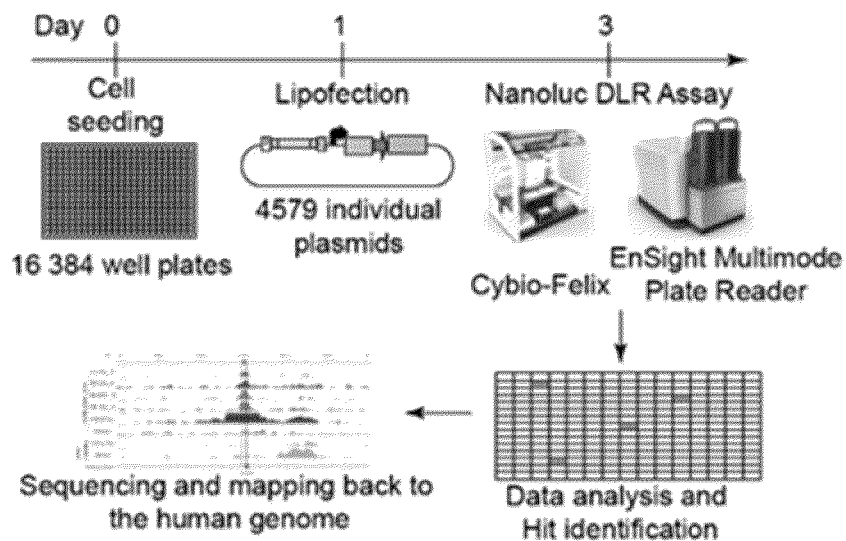 Day 0 1 3
Cell
seeding
Lipofection
Nanoluc DLR Assay
16 384 well plates
4579 individual
plasmids
Cybio-Felix
EnSight Multimode
Plate Reader
Sequencing and mapping back to
the human genome
Data analysis and
Hit identification